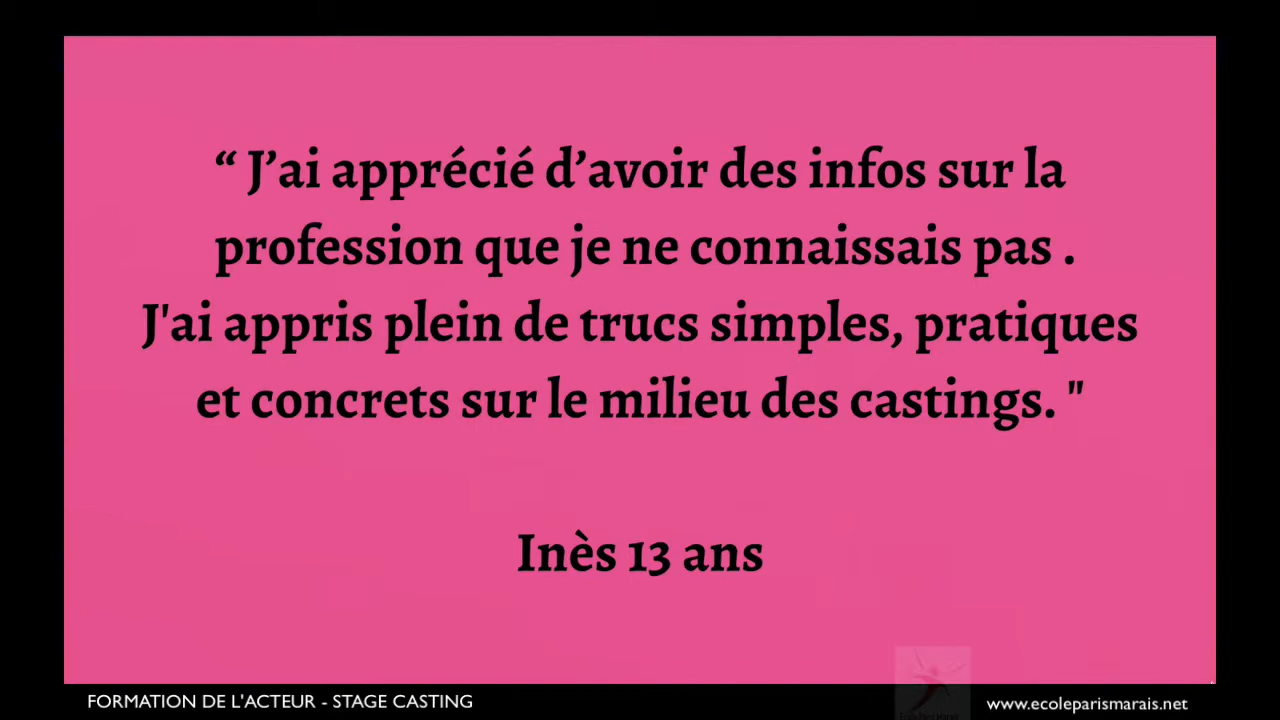 “ J’ai apprécié d’avoir des infos sur la
profession que je ne connaissais pas .
J'ai appris plein de trucs simples, pratiques
et concrets sur le milieu des castings. "
Inès 13 ans
FORMATION DE L'ACTEUR - STAGE CASTING
www.ecoleparismarais.net